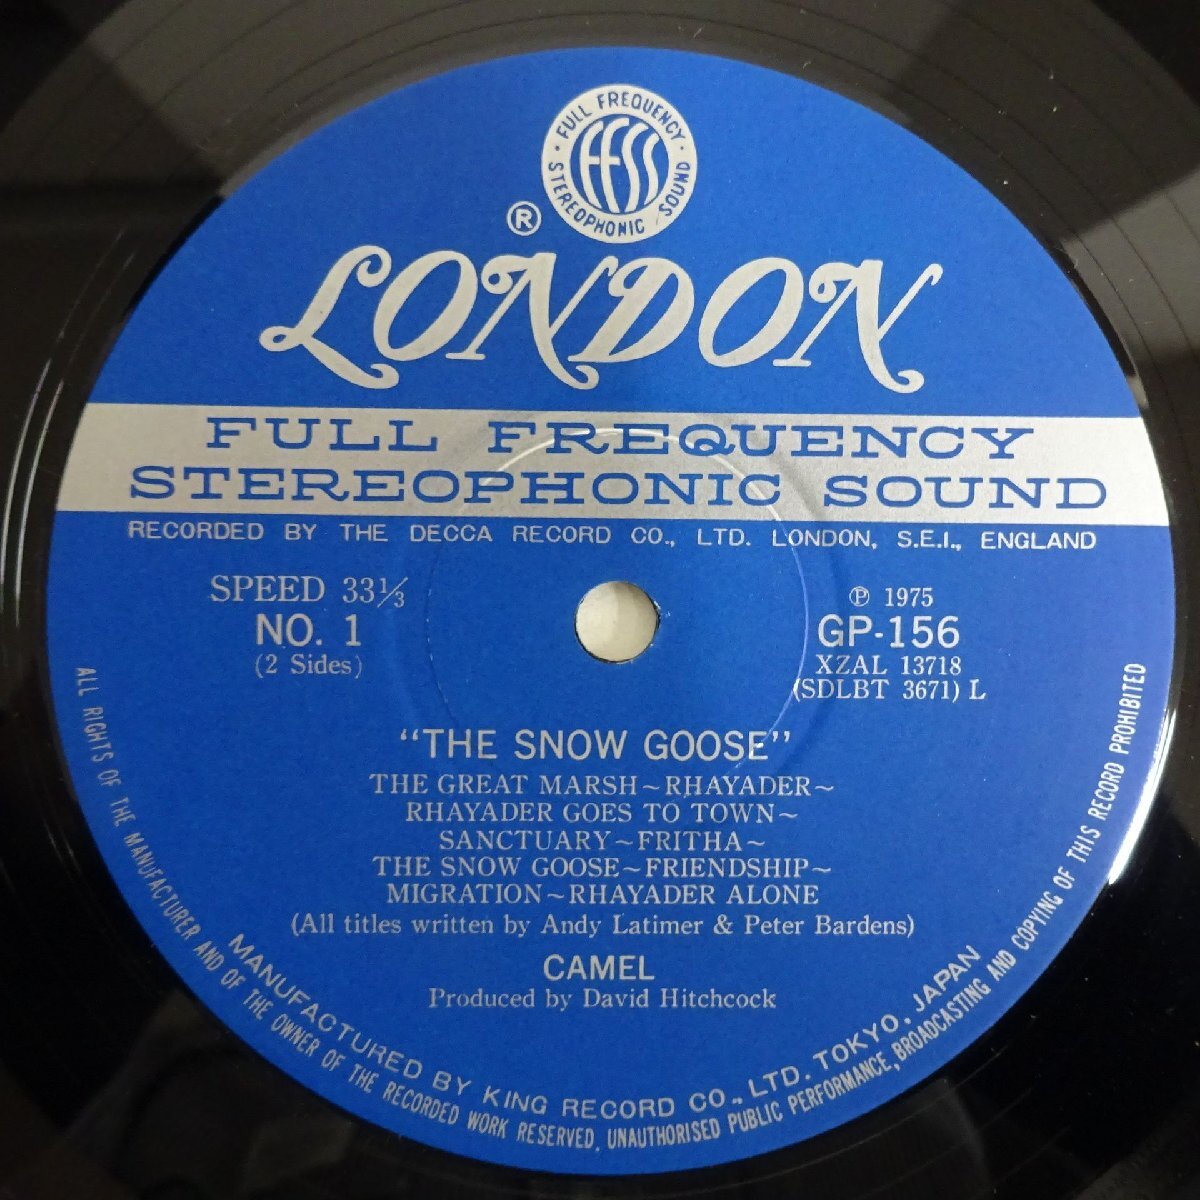 FULL FREQUENCY
FFSS
STEREOPHONIC SOUND
®
LONDON
FULL FREQUENCY
STEREOPHONIC SOUND
RECORDED BY THE DECCA RECORD CO., LTD. LONDON, S.E.I., ENGLAND
SPEED 33⅓
NO. 1
(2 Sides)
℗ 1975
GP-156
XZAL 13718
(SDLBT 3671) L
"THE SNOW GOOSE"
THE GREAT MARSH~RHAYADER~
RHAYADER GOES TO TOWN~
SANCTUARY~FRITHA~
THE SNOW GOOSE~FRIENDSHIP~
MIGRATION~RHAYADER ALONE
(All titles written by Andy Latimer & Peter Bardens)
CAMEL
Produced by David Hitchcock
MANUFACTURED BY KING RECORD CO., LTD. TOKYO, JAPAN
ALL RIGHTS OF THE MANUFACTURER AND OF THE OWNER OF THE RECORDED WORK RESERVED, UNAUTHORISED PUBLIC PERFORMANCE, BROADCASTING AND COPYING OF THIS RECORD PROHIBITED